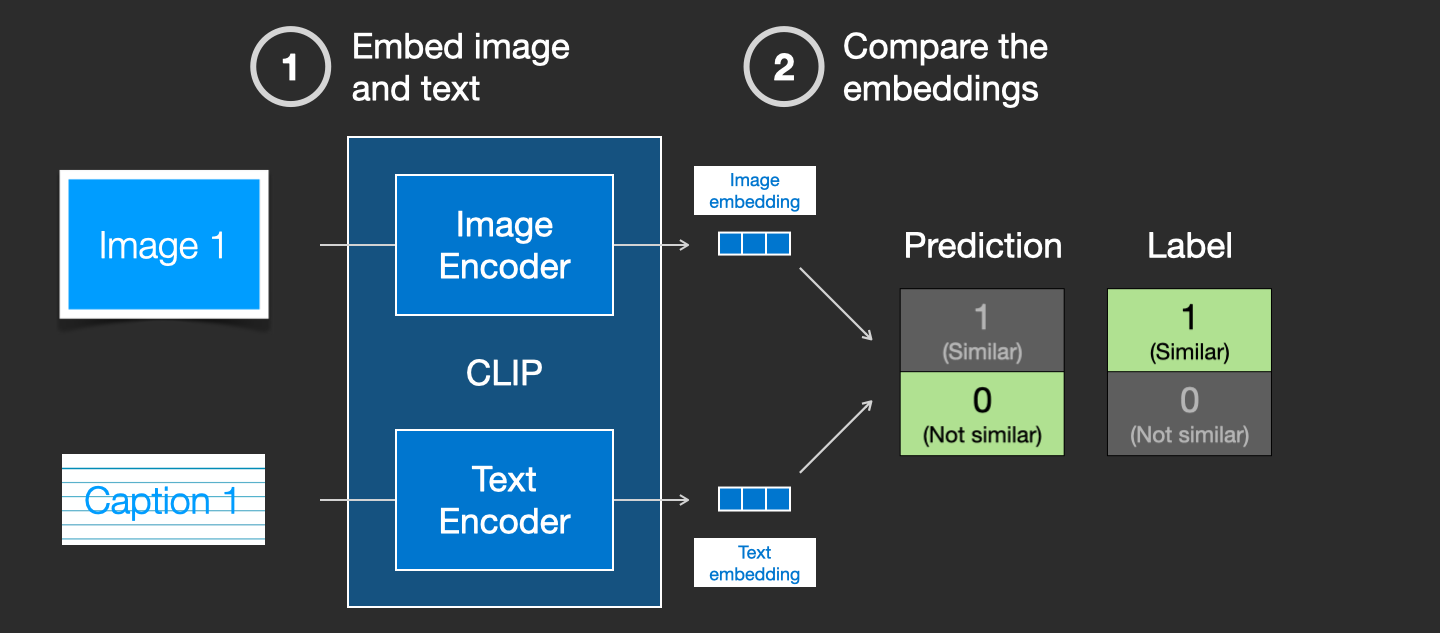 1
Embed image
and text
2
Compare the
embeddings
Image 1
Image
Encoder
CLIP
Caption 1
Text
Encoder
Image
embedding
Text
embedding
Prediction
1
(Similar)
0
(Not similar)
Label
1
(Similar)
0
(Not similar)